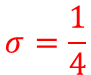 σ = 1/4